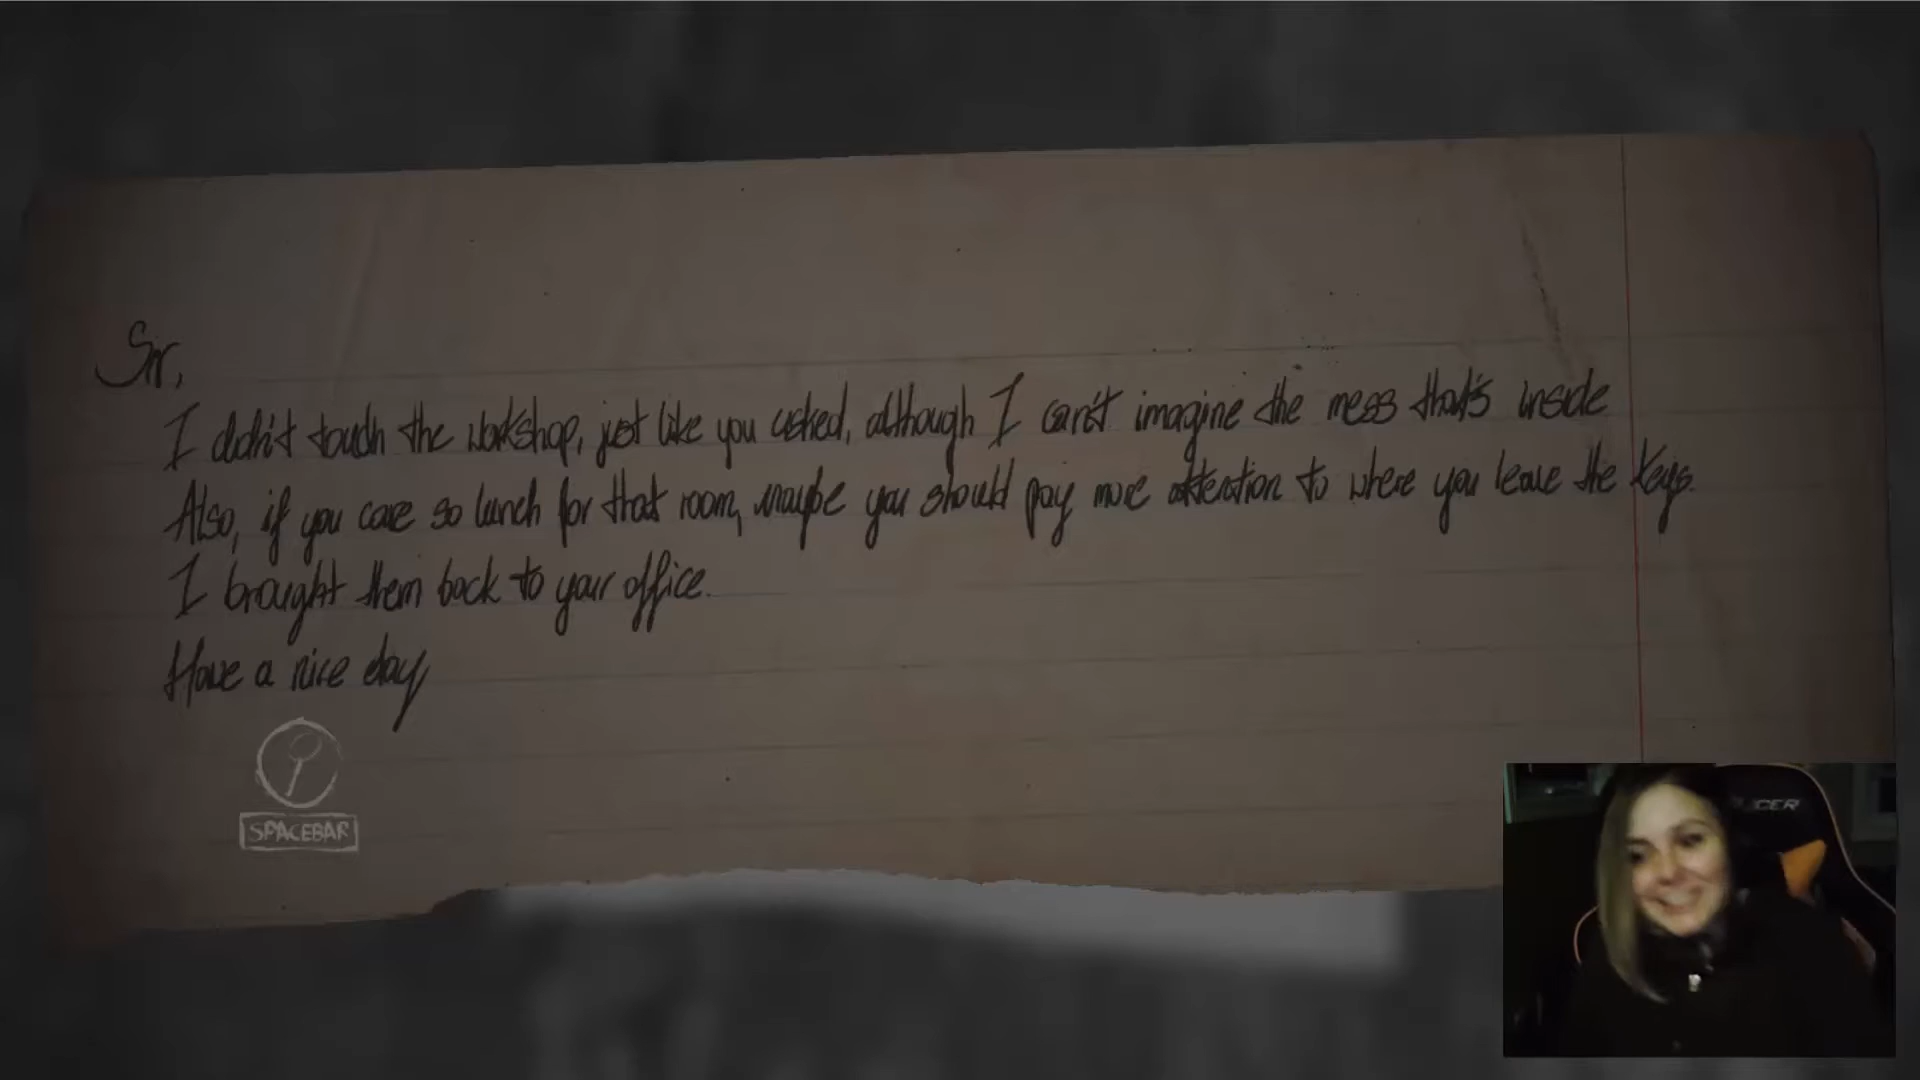 Sir,
I didn't touch the workshop, just like you asked, although I can't imagine the mess that's inside
Also, if you care so much for that room, maybe you should pay more attention to where you leave the keys.
I brought them back to your office.
Have a nice day
SPACEBAR